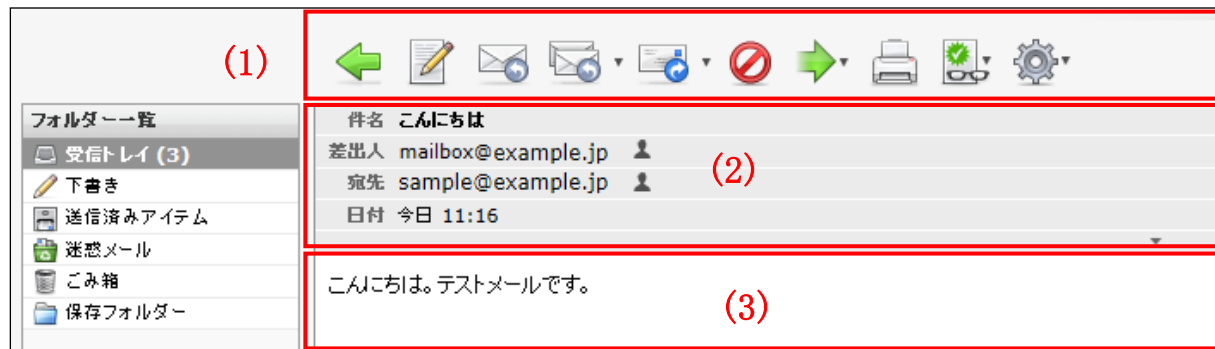 (1)
フォルダー一覧
受信トレイ (3)
下書き
送信済みアイテム
迷惑メール
ごみ箱
保存フォルダー
件名 こんにちは
差出人 mailbox@example.jp
宛先 sample@example.jp
日付 今日 11:16
(2)
こんにちは。テストメールです。
(3)